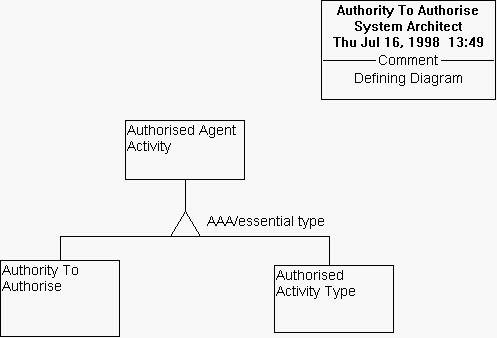 Authority To Authorise
System Architect
Thu Jul 16, 1998 13:49
Comment
Defining Diagram
Authorised Agent
Activity
AAA/essential type
Authority To
Authorise
Authorised
Activity Type